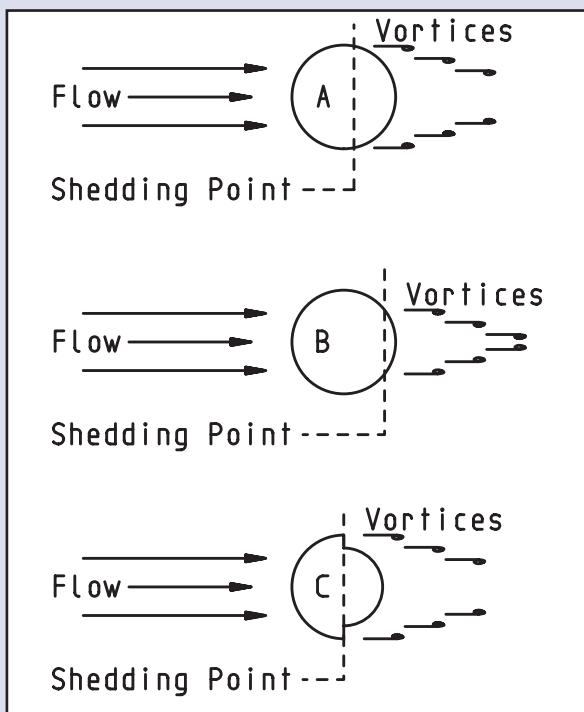 Vortices
Flow
A
Shedding Point
Vortices
Flow
B
Shedding Point
Vortices
Flow
C
Shedding Point